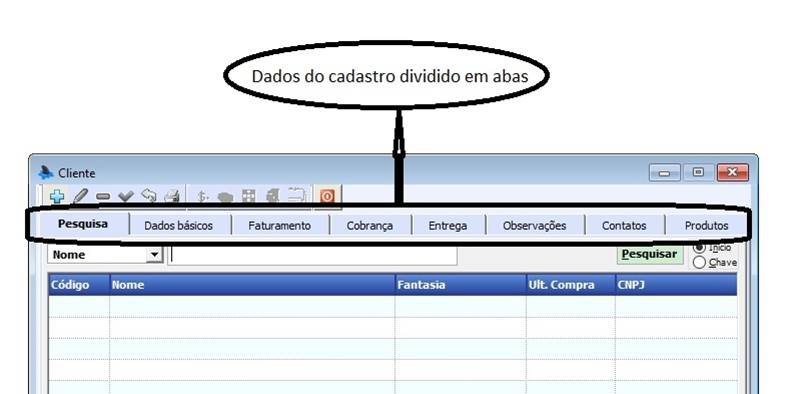 Dados do cadastro dividido em abas
Cliente
Pesquisa Dados básicos Faturamento Cobrança Entrega Observações Contatos Produtos
Nome Pesquisar Início
Chave
Código Nome Fantasia Ult. Compra CNPJ